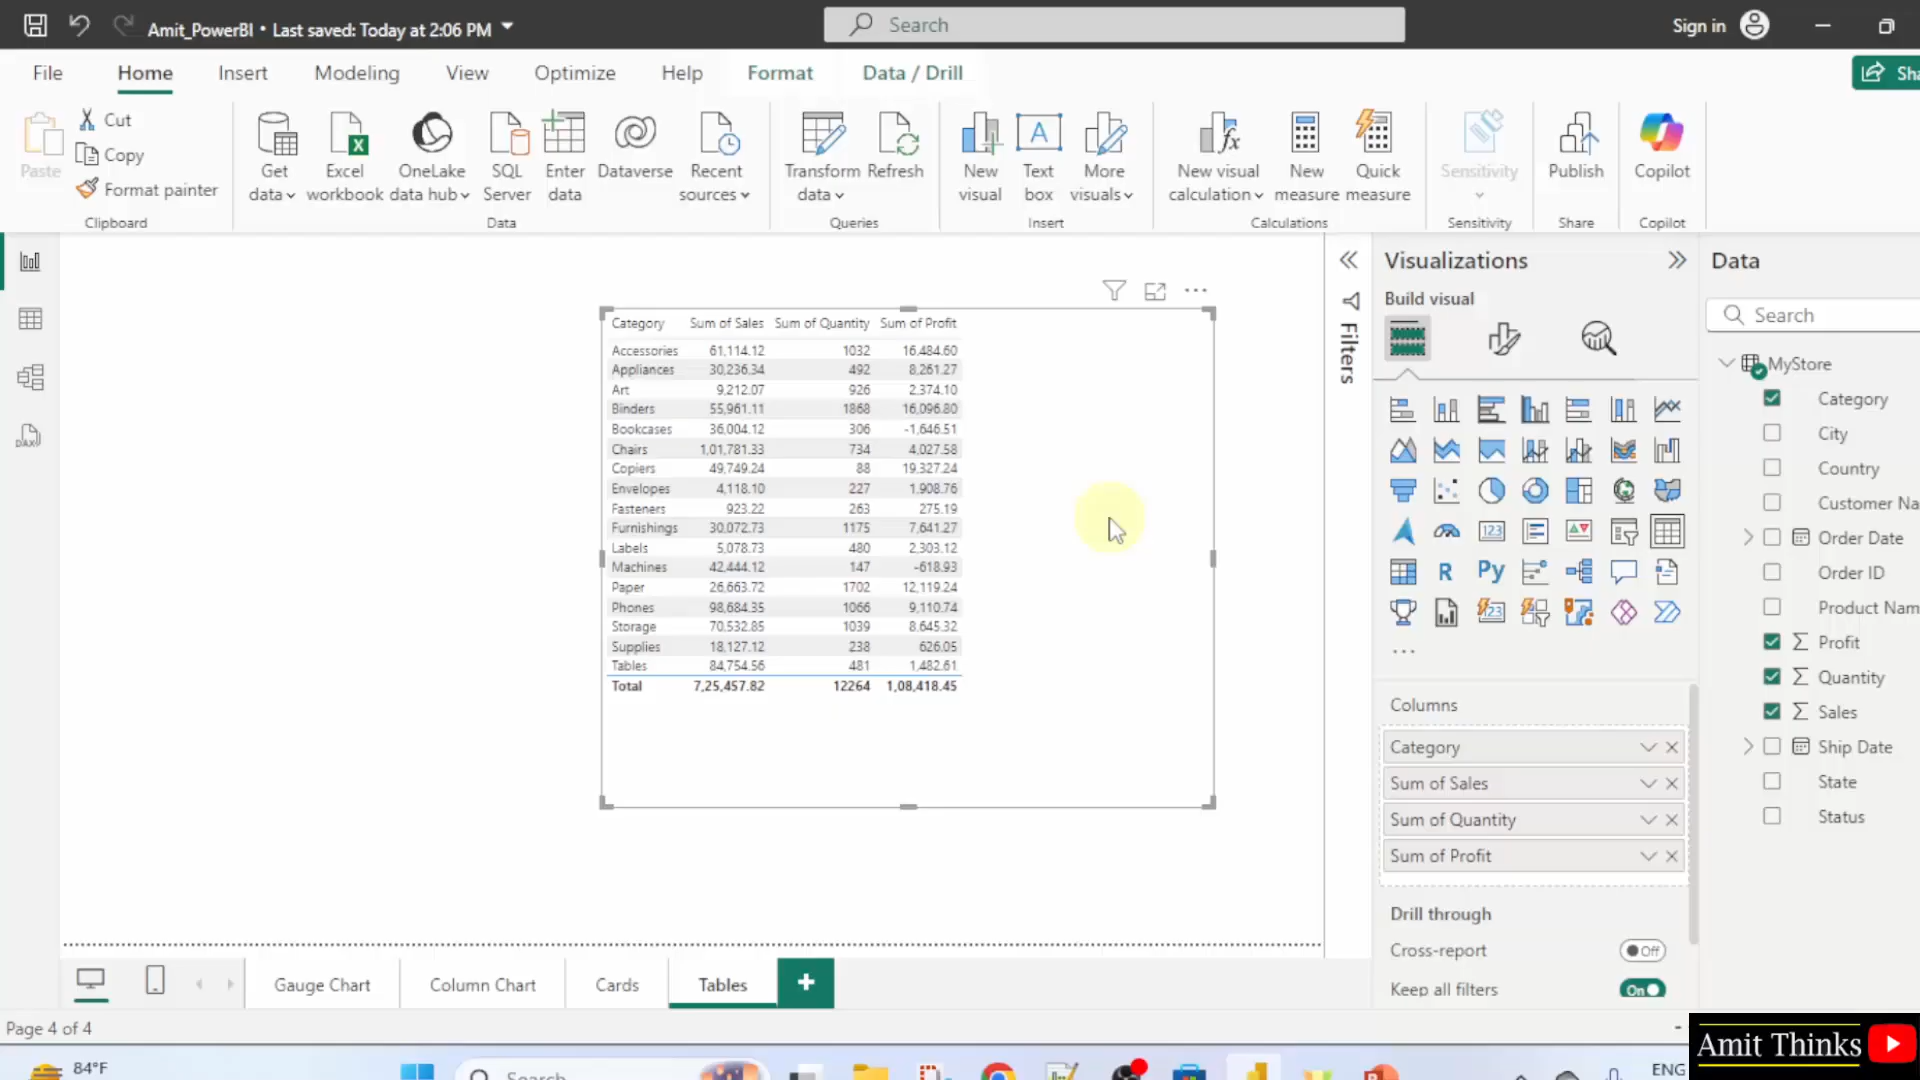 Amit_PowerBI • Last saved: Today at 2:06 PM
Search
Sign in
File Home Insert Modeling View Optimize Help Format Data / Drill
Paste
Cut
Copy
Format painter
Clipboard
Get data
Excel workbook
OneLake data hub
SQL Server
Enter data
Dataverse
Recent sources
Data
Transform data
Refresh
Queries
New visual
Text box
More visuals
Insert
New visual calculation
New measure
Quick measure
Calculations
Sensitivity
Sensitivity
Publish
Share
Copilot
Copilot
Category Sum of Sales Sum of Quantity Sum of Profit
Accessories 61,114.12 1032 16,484.60
Appliances 30,236.34 492 8,261.27
Art 9,212.07 926 2,374.10
Binders 55,961.11 1868 16,096.80
Bookcases 36,004.12 306 -1,646.51
Chairs 1,01,781.33 734 4,027.58
Copiers 49,749.24 88 19,327.24
Envelopes 4,118.10 227 1,908.76
Fasteners 923.22 263 275.19
Furnishings 30,072.73 1175 7,641.27
Labels 5,078.73 480 2,303.12
Machines 42,444.12 147 -618.93
Paper 26,663.72 1702 12,119.24
Phones 98,684.35 1066 9,110.74
Storage 70,532.85 1039 8,645.32
Supplies 18,127.12 238 626.05
Tables 84,754.56 481 1,482.61
Total 7,25,457.82 12264 1,08,418.45
Filters
Visualizations
Build visual
123
R
Py
123
Columns
Category
Sum of Sales
Sum of Quantity
Sum of Profit
Drill through
Cross-report
Off
Keep all filters
On
Data
Search
MyStore
Category
City
Country
Customer Na
Order Date
Order ID
Product Nam
Σ Profit
Σ Quantity
Σ Sales
Ship Date
State
Status
DAX
Gauge Chart Column Chart Cards Tables +
Page 4 of 4
84°F
Search
ENG
Amit Thinks